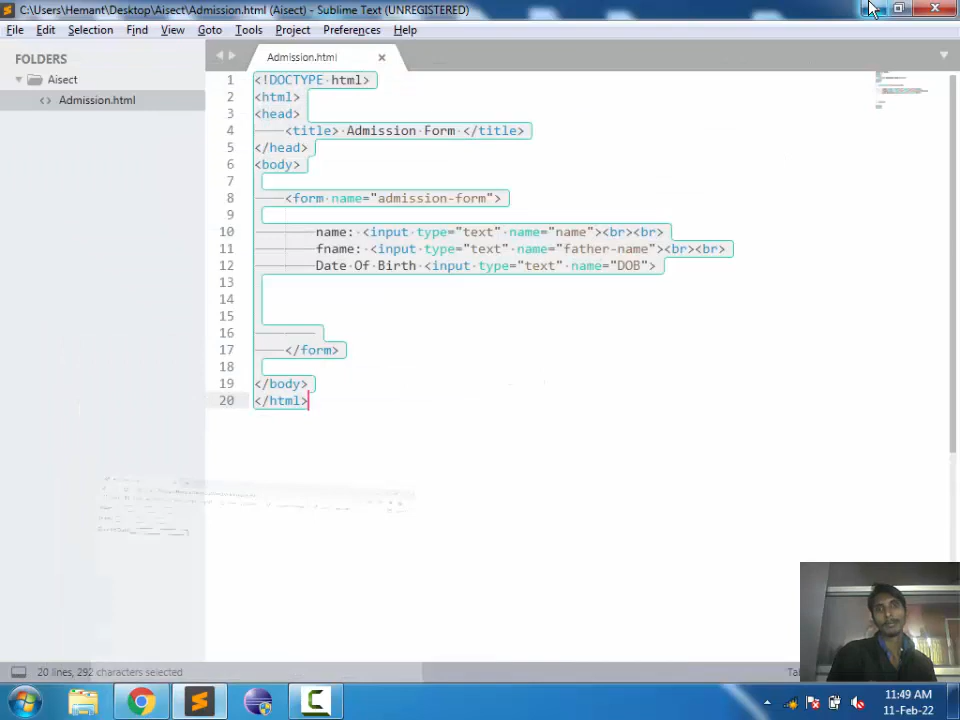 C:\Users\Hemant\Desktop\Aisect\Admission.html (Aisect) - Sublime Text (UNREGISTERED)
File Edit Selection Find View Goto Tools Project Preferences Help
FOLDERS
Aisect
Admission.html
Admission.html
1 <!DOCTYPE html>
2 <html>
3 <head>
4 <title> Admission Form </title>
5 </head>
6 <body>
7
8 <form name="admission-form">
9
10 name: <input type="text" name="name"><br><br>
11 fname: <input type="text" name="father-name"><br><br>
12 Date Of Birth <input type="text" name="DOB">
13
14
15
16
17 </form>
18
19 </body>
20 </html>
20 lines, 292 characters selected
11:49 AM
11-Feb-22